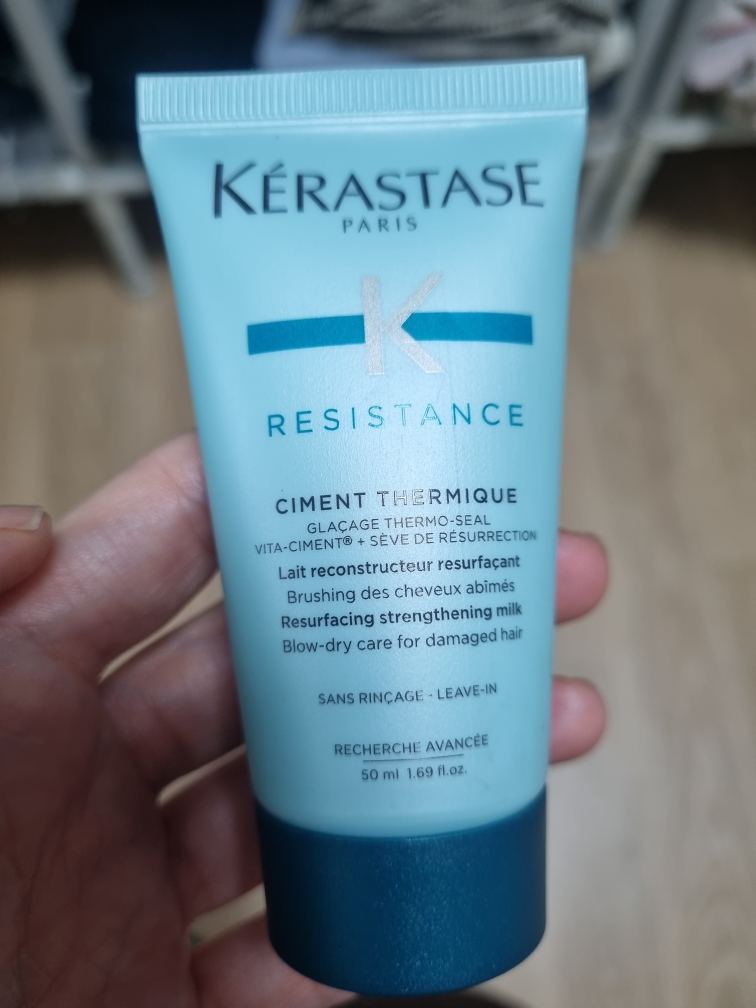 KÉRASTASE
PARIS
K
RESISTANCE
CIMENT THERMIQUE
GLAÇAGE THERMO-SEAL
VITA-CIMENT® + SÈVE DE RÉSURRECTION
Lait reconstructeur resurfaçant
Brushing des cheveux abîmés
Resurfacing strengthening milk
Blow-dry care for damaged hair
SANS RINÇAGE - LEAVE-IN
RECHERCHE AVANCÉE
50 ml 1.69 fl.oz.